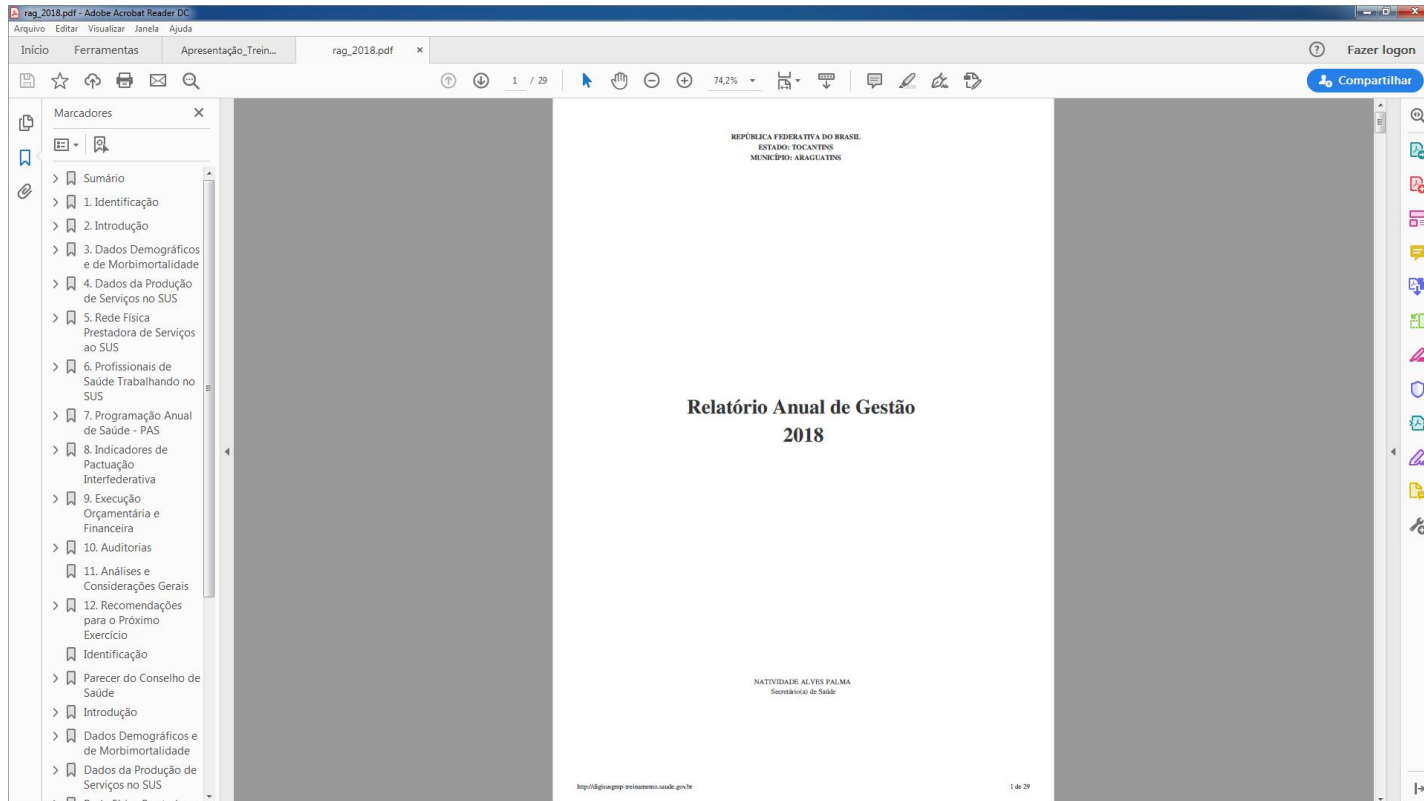 rag_2018.pdf - Adobe Acrobat Reader DC
Arquivo Editar Visualizar Janela Ajuda
Início Ferramentas Apresentação_Trein... rag_2018.pdf × Fazer logon
1 / 29 74,2% Compartilhar
Marcadores
Sumário
1. Identificação
2. Introdução
3. Dados Demográficos
e de Morbimortalidade
4. Dados da Produção
de Serviços no SUS
5. Rede Física
Prestadora de Serviços
ao SUS
6. Profissionais de
Saúde Trabalhando no
SUS
7. Programação Anual
de Saúde - PAS
8. Indicadores de
Pactuação
Interfederativa
9. Execução
Orçamentária e
Financeira
10. Auditorias
11. Análises e
Considerações Gerais
12. Recomendações
para o Próximo
Exercício
Identificação
Parecer do Conselho de
Saúde
Introdução
Dados Demográficos e
de Morbimortalidade
Dados da Produção de
Serviços no SUS
REPÚBLICA FEDERATIVA DO BRASIL
ESTADO: TOCANTINS
MUNICÍPIO: ARAGUATINS
Relatório Anual de Gestão
2018
NATIVIDADE ALVES PALMA
Secretário(a) de Saúde
http://digisusgmp-treinamento.saude.gov.br 1 de 29